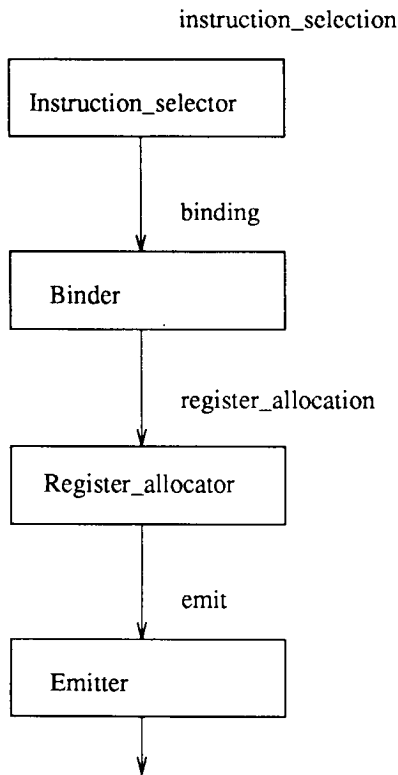 instruction_selection
Instruction_selector
binding
Binder
register_allocation
Register_allocator
emit
Emitter